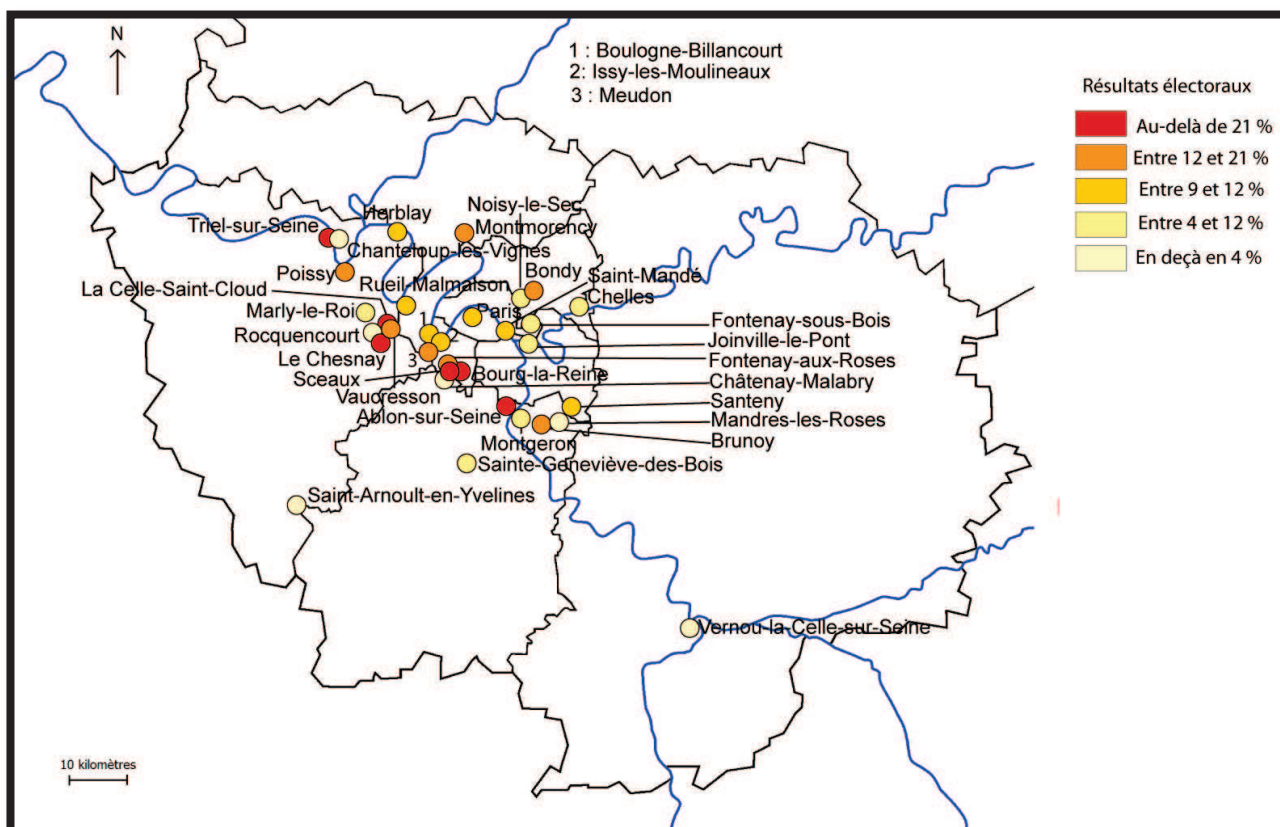 N
1 : Boulogne-Billancourt
2: Issy-les-Moulineaux
3 : Meudon
Résultats électoraux
Au-delà de 21 %
Entre 12 et 21 %
Entre 9 et 12 %
Entre 4 et 12 %
En deçà en 4 %
Noisy-le-Sec
Herblay
Triel-sur-Seine
Montmorency
Chanteloup-les-Vignes
Poissy
Bondy
Saint-Mandé
La Celle-Saint-Cloud
Rueil-Malmaison
Chelles
Marly-le-Roi
Paris
1
Fontenay-sous-Bois
Rocquencourt
2
Joinville-le-Pont
Le Chesnay
3
Fontenay-aux-Roses
Sceaux
Bourg-la-Reine
Châtenay-Malabry
Vaucresson
Santeny
Ablon-sur-Seine
Mandres-les-Roses
Montgeron
Brunoy
Sainte-Geneviève-des-Bois
Saint-Arnoult-en-Yvelines
Vernou-la-Celle-sur-Seine
10 kilomètres